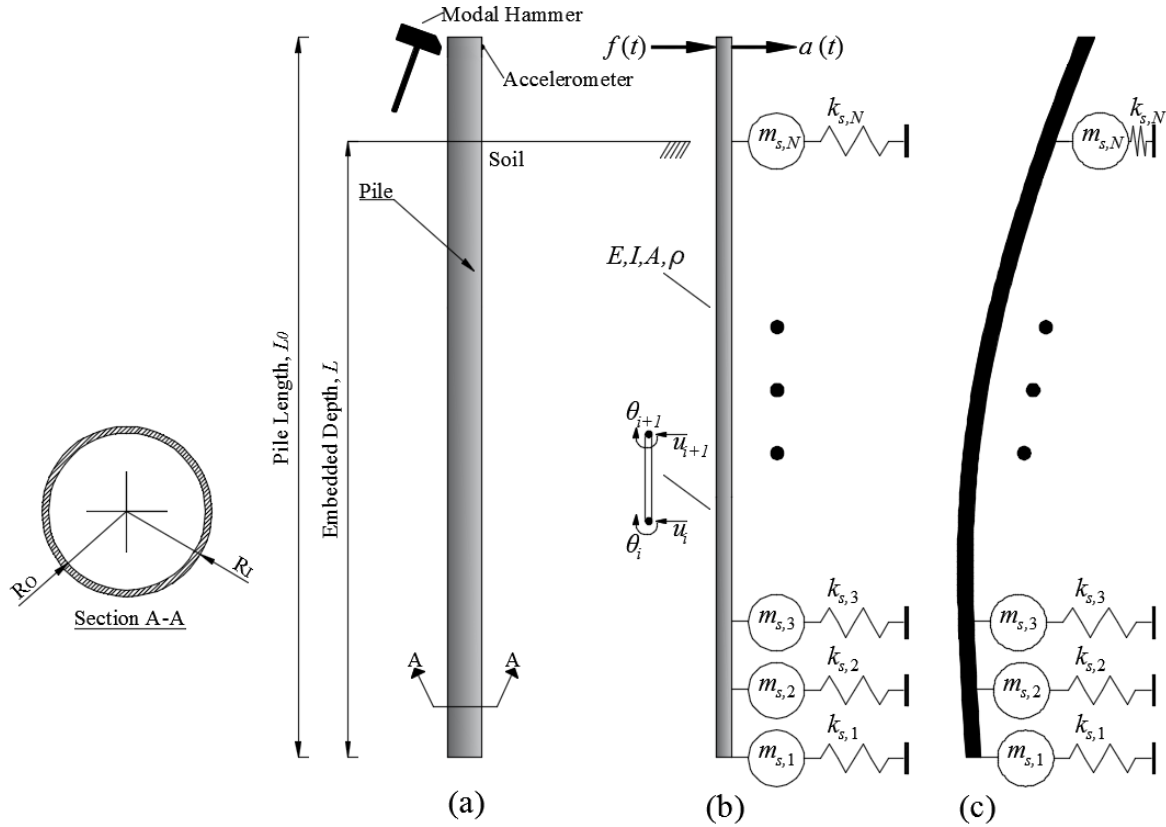 Modal Hammer
Accelerometer
Soil
Pile
Pile Length, L0
Embedded Depth, L
A
A
RO
RI
Section A-A
(a)
f(t)
a(t)
ks,N
ms,N
E,I,A,ρ
θi+1
ui+1
θi
ui
ks,3
ms,3
ks,2
ms,2
ks,1
ms,1
(b)
ks,N
ms,N
ks,3
ms,3
ks,2
ms,2
ks,1
ms,1
(c)